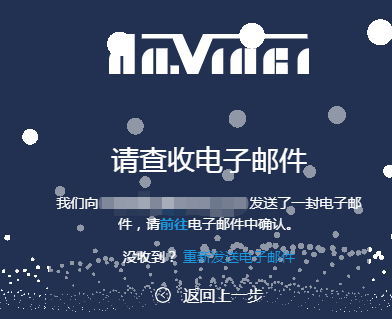 Da.Vinci
请查收电子邮件
我们向 发送了一封电子邮
件，请前往电子邮件中确认。
没收到？ 重新发送电子邮件
返回上一步